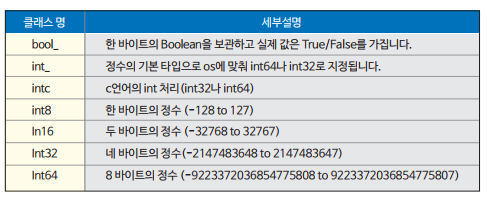 클래스 명 세부설명
bool_ 한 바이트의 Boolean을 보관하고 실제 값은 True/False를 가집니다.
int_ 정수의 기본 타입으로 os에 맞춰 int64나 int32로 지정됩니다.
intc c언어의 int 처리(int32나 int64)
int8 한 바이트의 정수 (-128 to 127)
In16 두 바이트의 정수 (-32768 to 32767)
Int32 네 바이트의 정수(-2147483648 to 2147483647)
Int64 8 바이트의 정수 (-9223372036854775808 to 9223372036854775807)